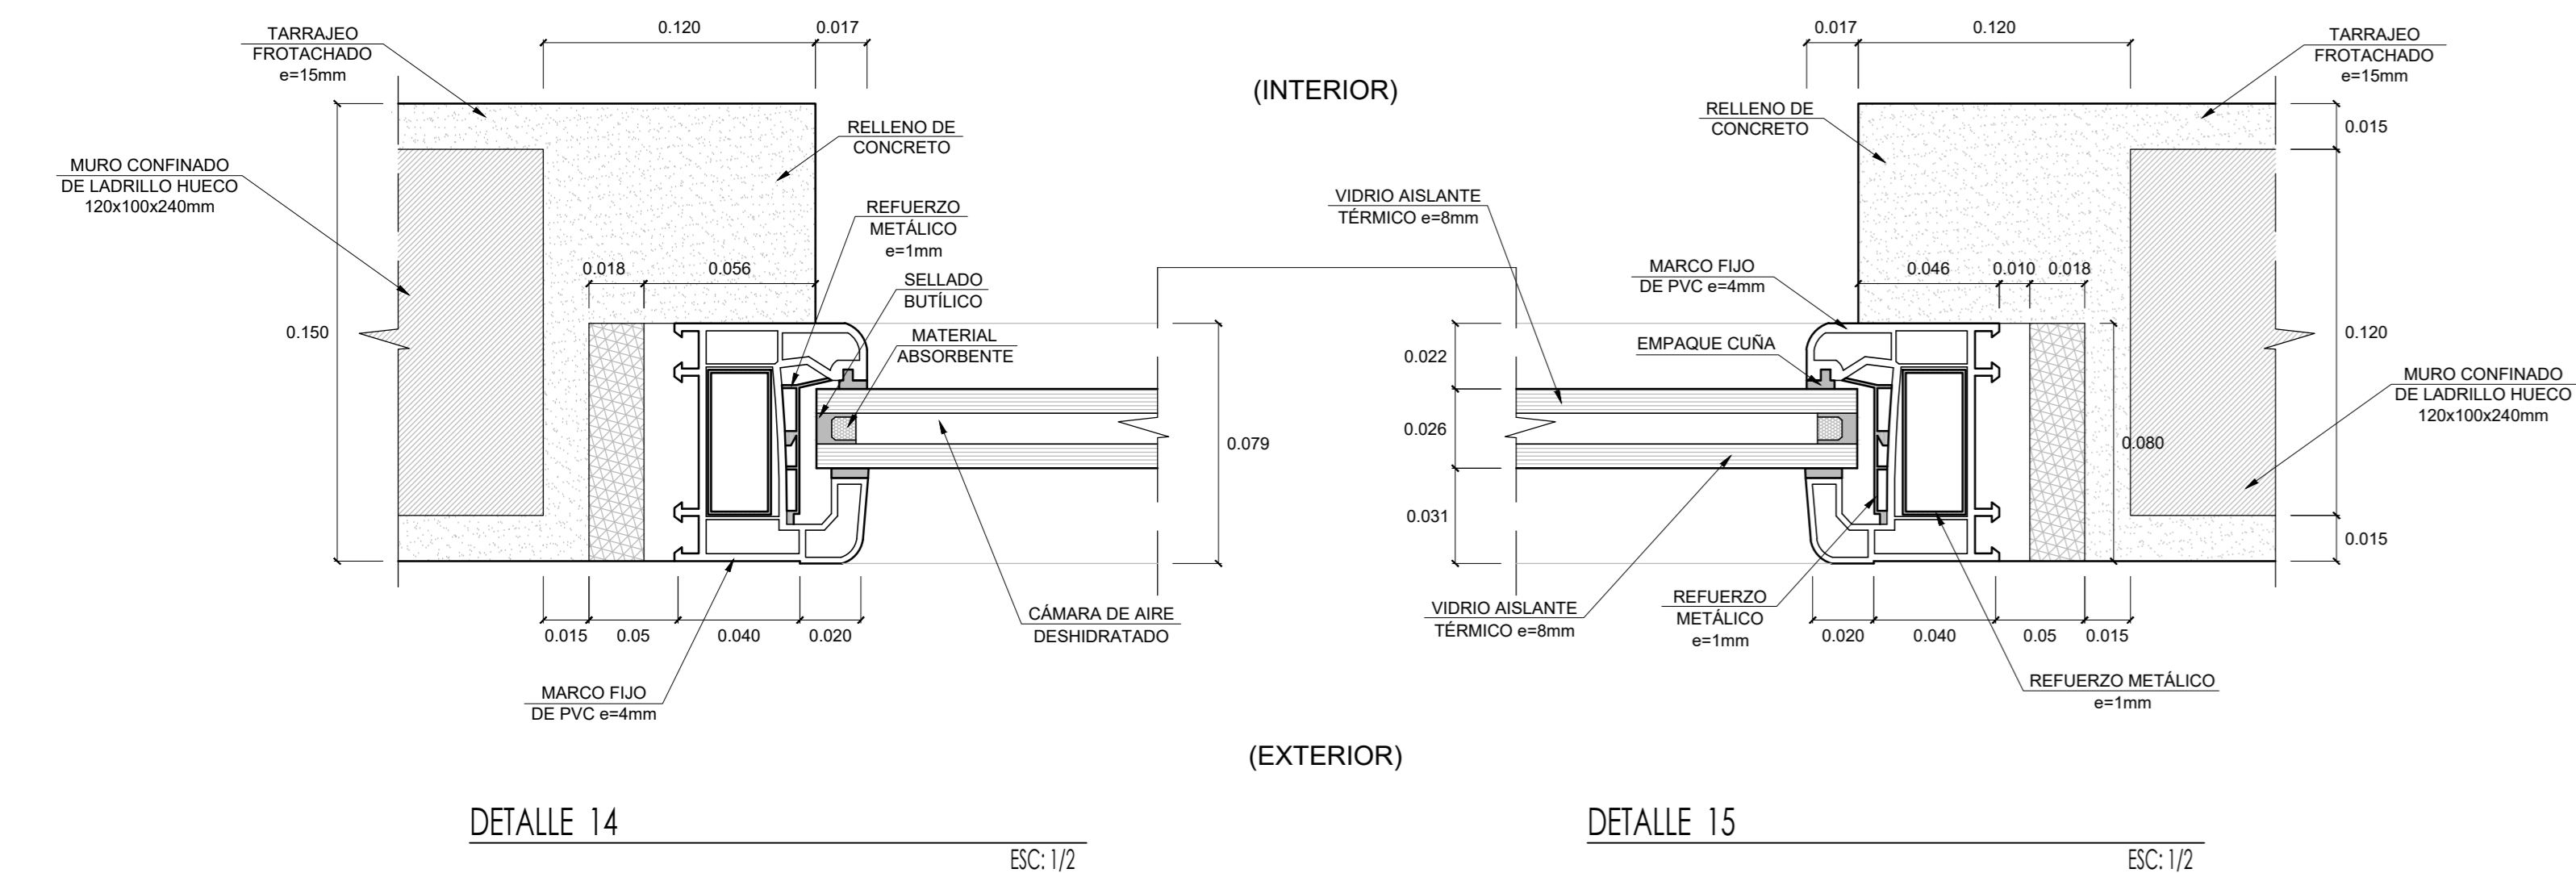 0.120
0.017
TARRAJEO
FROTACHADO
e=15mm
RELLENO DE
CONCRETO
MURO CONFINADO
DE LADRILLO HUECO
120x100x240mm
REFUERZO
METÁLICO
e=1mm
0.018
0.056
SELLADO
BUTÍLICO
MATERIAL
ABSORBENTE
0.150
0.079
0.015
0.05
0.040
0.020
CÁMARA DE AIRE
DESHIDRATADO
MARCO FIJO
DE PVC e=4mm
DETALLE 14
ESC: 1/2
(INTERIOR)
(EXTERIOR)
0.017
0.120
TARRAJEO
FROTACHADO
e=15mm
RELLENO DE
CONCRETO
0.015
VIDRIO AISLANTE
TÉRMICO e=8mm
MARCO FIJO
DE PVC e=4mm
0.046
0.010
0.018
EMPAQUE CUÑA
0.022
0.026
0.031
0.120
0.080
MURO CONFINADO
DE LADRILLO HUECO
120x100x240mm
0.015
VIDRIO AISLANTE
TÉRMICO e=8mm
REFUERZO
METÁLICO
e=1mm
0.020
0.040
0.05
0.015
REFUERZO METÁLICO
e=1mm
DETALLE 15
ESC: 1/2